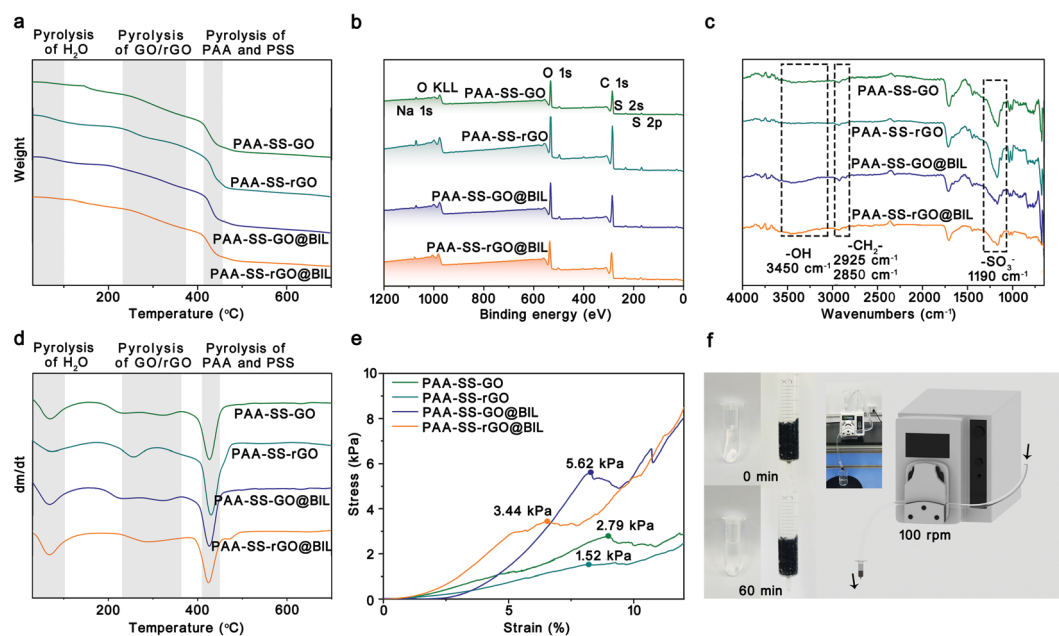 a
Pyrolysis of H₂O
Pyrolysis of GO/rGO
Pyrolysis of PAA and PSS
PAA-SS-GO
PAA-SS-rGO
PAA-SS-GO@BIL
PAA-SS-rGO@BIL
Weight
0 200 400 600
Temperature (°C)
b
O 1s
C 1s
O KLL
PAA-SS-GO
S 2s
Na 1s
S 2p
PAA-SS-rGO
PAA-SS-GO@BIL
PAA-SS-rGO@BIL
1200 1000 800 600 400 200 0
Binding energy (eV)
c
PAA-SS-GO
PAA-SS-rGO
PAA-SS-GO@BIL
PAA-SS-rGO@BIL
-OH
3450 cm⁻¹
-CH₂-
2925 cm⁻¹
2850 cm⁻¹
-SO₃⁻
1190 cm⁻¹
4000 3500 3000 2500 2000 1500 1000
Wavenumbers (cm⁻¹)
d
Pyrolysis of H₂O
Pyrolysis of GO/rGO
Pyrolysis of PAA and PSS
PAA-SS-GO
PAA-SS-rGO
PAA-SS-GO@BIL
PAA-SS-rGO@BIL
dm/dt
0 200 400 600
Temperature (°C)
e
10
8
6
4
2
0
Stress (kPa)
PAA-SS-GO
PAA-SS-rGO
PAA-SS-GO@BIL
PAA-SS-rGO@BIL
5.62 kPa
3.44 kPa
2.79 kPa
1.52 kPa
0 5 10
Strain (%)
f
0 min
60 min
100 rpm